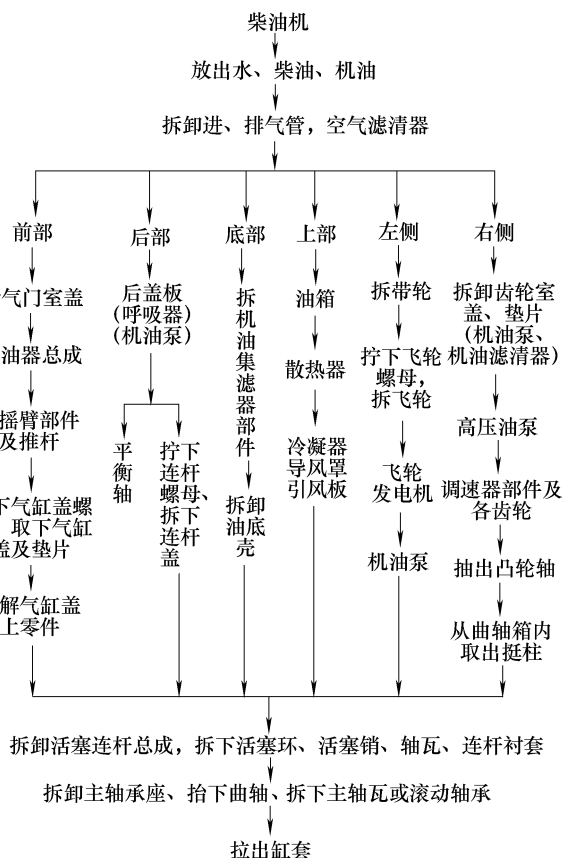 柴油机
放出水、柴油、机油
拆卸进、排气管，空气滤清器
前部
气门室盖
油器总成
摇臂部件
及推杆
下气缸盖螺
取下气缸
盖及垫片
解气缸盖
上零件
后部
后盖板
(呼吸器)
(机油泵)
平衡轴
拧下
连杆
螺母、
拆下
连杆
盖
底部
拆机油集滤器部件
拆卸
油底
壳
上部
油箱
散热器
冷凝器
导风罩
引风板
左侧
拆带轮
拧下飞轮
螺母，
拆飞轮
飞轮
发电机
机油泵
右侧
拆卸齿轮室
盖、垫片
(机油泵、
机油滤清器)
高压油泵
调速器部件及
各齿轮
抽出凸轮轴
从曲轴箱内
取出挺柱
拆卸活塞连杆总成，拆下活塞环、活塞销、轴瓦、连杆衬套
拆卸主轴承座、抬下曲轴、拆下主轴瓦或滚动轴承
拉出缸套